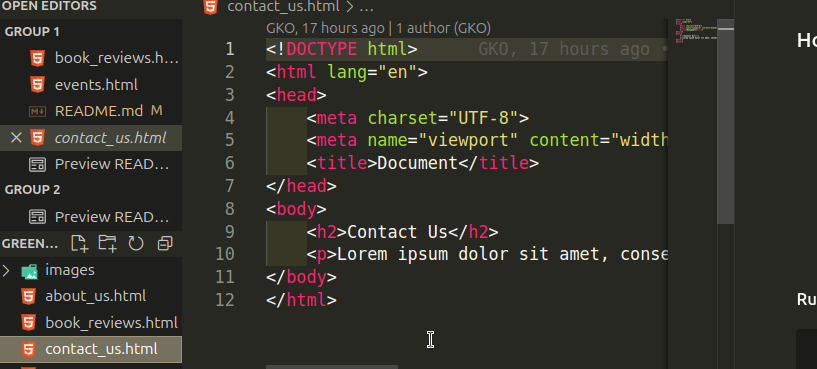 OPEN EDITORS
GROUP 1
book_reviews.h...
events.html
README.md M
contact_us.html
Preview READ...
GROUP 2
Preview READ...
GREEN...
images
about_us.html
book_reviews.html
contact_us.html
contact_us.html > ...
GKO, 17 hours ago | 1 author (GKO)
1 <!DOCTYPE html> GKO, 17 hours ago •
2 <html lang="en">
3 <head>
4 <meta charset="UTF-8">
5 <meta name="viewport" content="width
6 <title>Document</title>
7 </head>
8 <body>
9 <h2>Contact Us</h2>
10 <p>Lorem ipsum dolor sit amet, conse
11 </body>
12 </html>
Ho
Ru